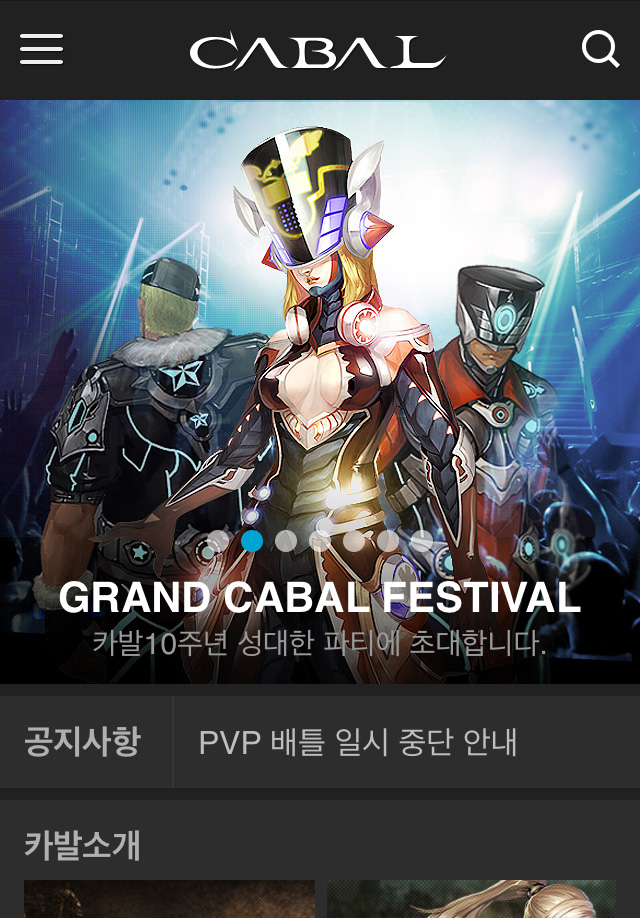 CABAL
GRAND CABAL FESTIVAL
카발10주년 성대한 파티에 초대합니다.
공지사항
PVP 배틀 일시 중단 안내
카발소개